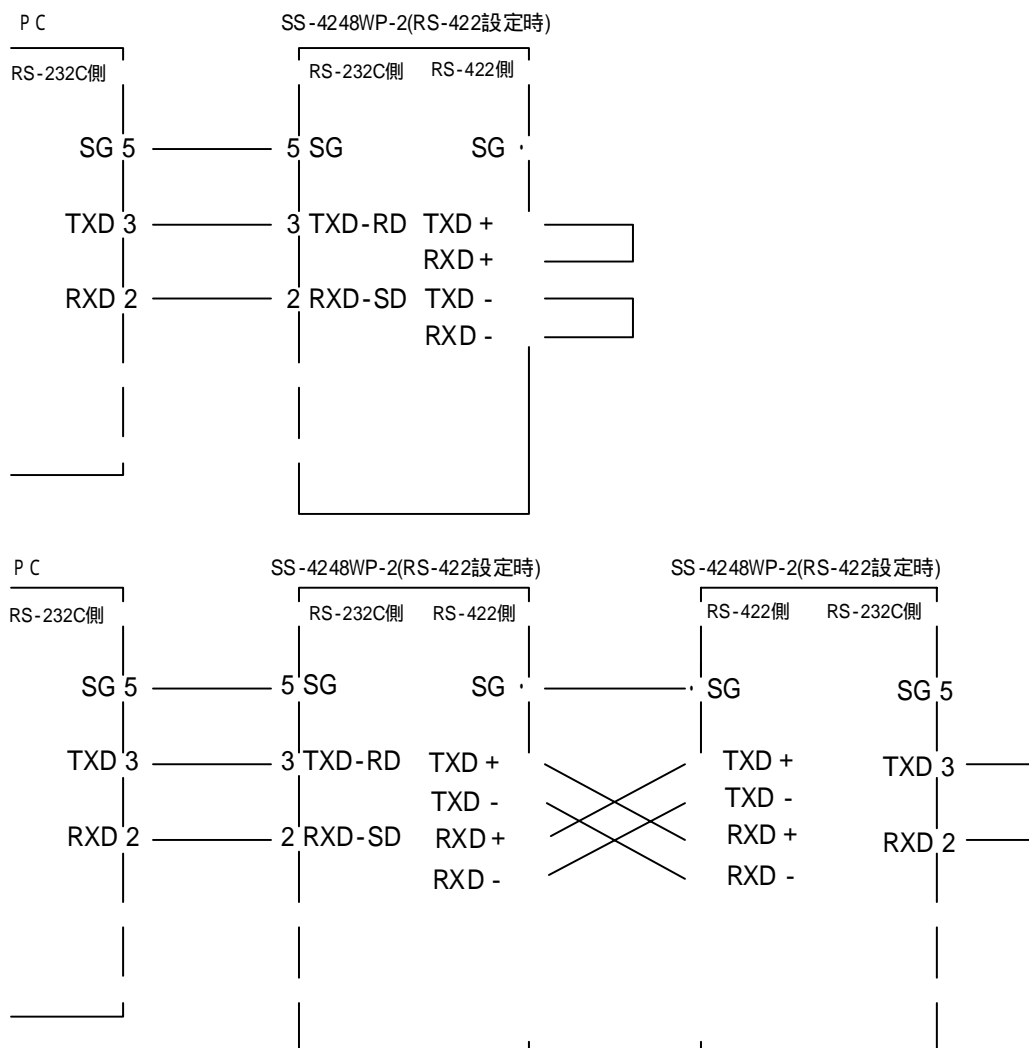 PC SS-4248WP-2(RS-422設定時)
RS-232C側 RS-232C側 RS-422側
SG 5 5 SG SG
TXD 3 3 TXD-RD TXD +
RXD +
RXD 2 2 RXD-SD TXD -
RXD -
PC SS-4248WP-2(RS-422設定時) SS-4248WP-2(RS-422設定時)
RS-232C側 RS-232C側 RS-422側 RS-422側 RS-232C側
SG 5 5 SG SG SG SG 5
TXD 3 3 TXD-RD TXD + TXD + TXD 3
TXD - TXD -
RXD 2 2 RXD-SD RXD + RXD + RXD 2
RXD - RXD -